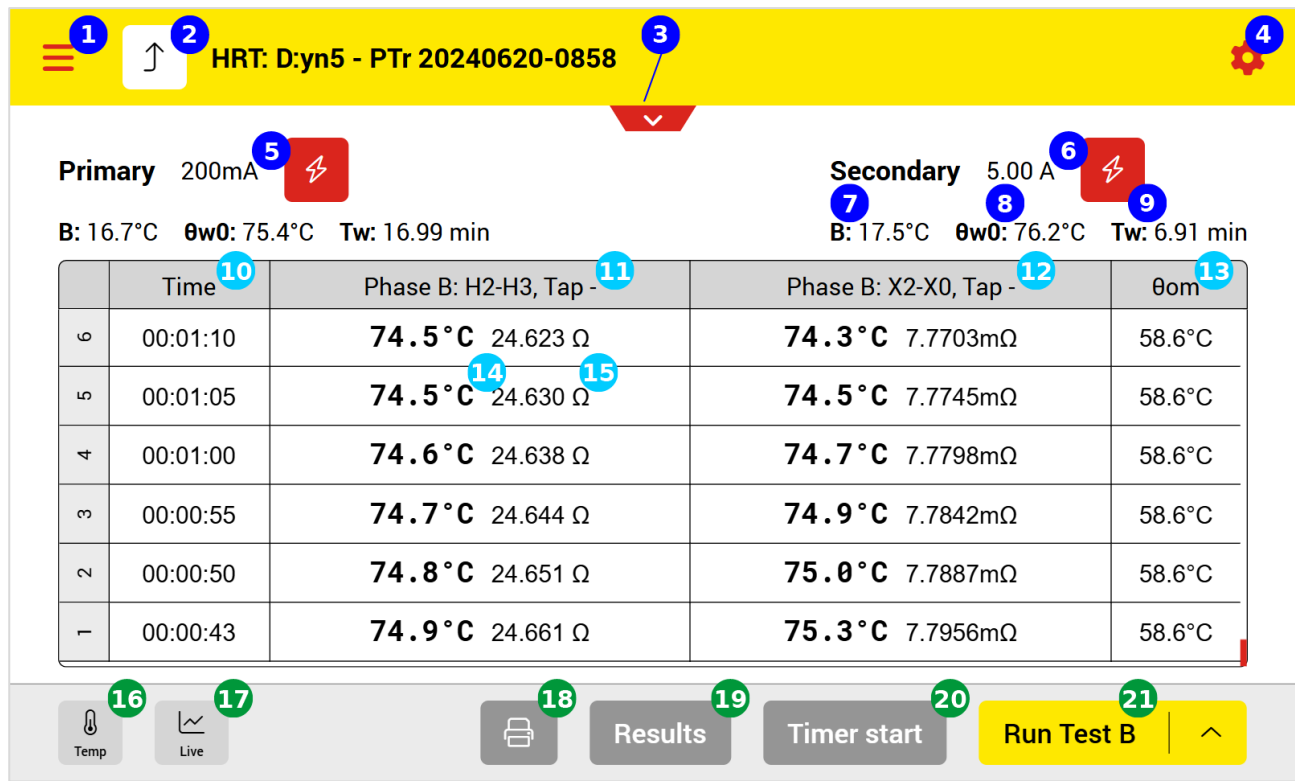 1 2 3 4
HRT: D:yn5 - PTr 20240620-0858
Primary 200mA 5
Secondary 5.00 A 6
7 8 9
B: 16.7°C θw0: 75.4°C Tw: 16.99 min
B: 17.5°C θw0: 76.2°C Tw: 6.91 min
Time 10 Phase B: H2-H3, Tap - 11 Phase B: X2-X0, Tap - 12 θom 13
6 00:01:10 74.5°C 24.623 Ω 74.3°C 7.7703mΩ 58.6°C
14 15
5 00:01:05 74.5°C 24.630 Ω 74.5°C 7.7745mΩ 58.6°C
4 00:01:00 74.6°C 24.638 Ω 74.7°C 7.7798mΩ 58.6°C
3 00:00:55 74.7°C 24.644 Ω 74.9°C 7.7842mΩ 58.6°C
2 00:00:50 74.8°C 24.651 Ω 75.0°C 7.7887mΩ 58.6°C
1 00:00:43 74.9°C 24.661 Ω 75.3°C 7.7956mΩ 58.6°C
16 17 18 19 20 21
Temp Live Results Timer start Run Test B